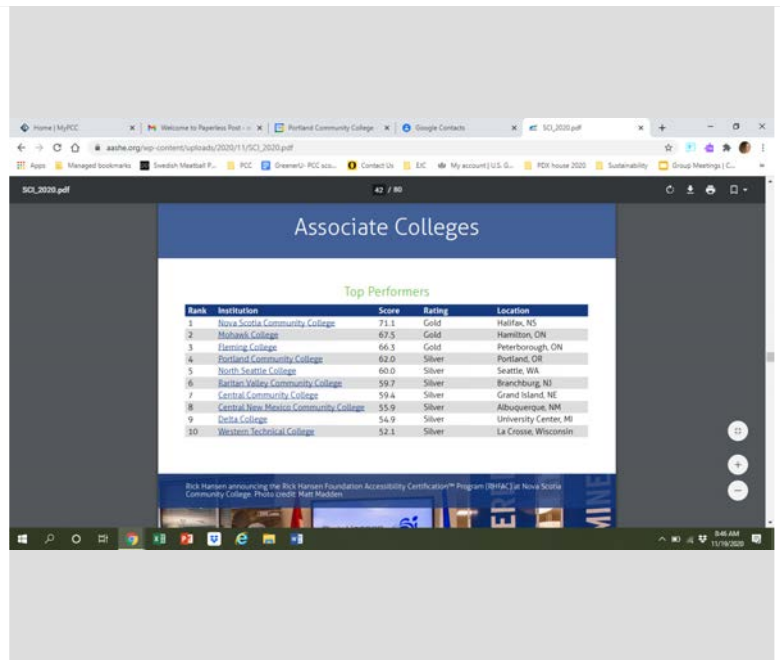 Home | MyPCC
Welcome to Paperless Post -
Portland Community College -
Google Contacts
SCI_2020.pdf
aashe.org/wp-content/uploads/2020/11/SCI_2020.pdf
Apps Managed bookmarks Swedish Meatball P... PCC GreenerU- PCC sca... Contact Us EIC My account | U.S. G... PDX house 2020 Sustainability Group Meetings | C...
SCI_2020.pdf 42 / 80
Associate Colleges
Top Performers
Rank Institution Score Rating Location
1 Nova Scotia Community College 71.1 Gold Halifax, NS
2 Mohawk College 67.5 Gold Hamilton, ON
3 Fleming College 66.3 Gold Peterborough, ON
4 Portland Community College 62.0 Silver Portland, OR
5 North Seattle College 60.0 Silver Seattle, WA
6 Raritan Valley Community College 59.7 Silver Branchburg, NJ
7 Central Community College 59.4 Silver Grand Island, NE
8 Central New Mexico Community College 55.9 Silver Albuquerque, NM
9 Delta College 54.9 Silver University Center, MI
10 Western Technical College 52.1 Silver La Crosse, Wisconsin
Rick Hansen announcing the Rick Hansen Foundation Accessibility Certification™ Program (RHFAC) at Nova Scotia
Community College. Photo credit: Matt Madden
8:46 AM
11/19/2020